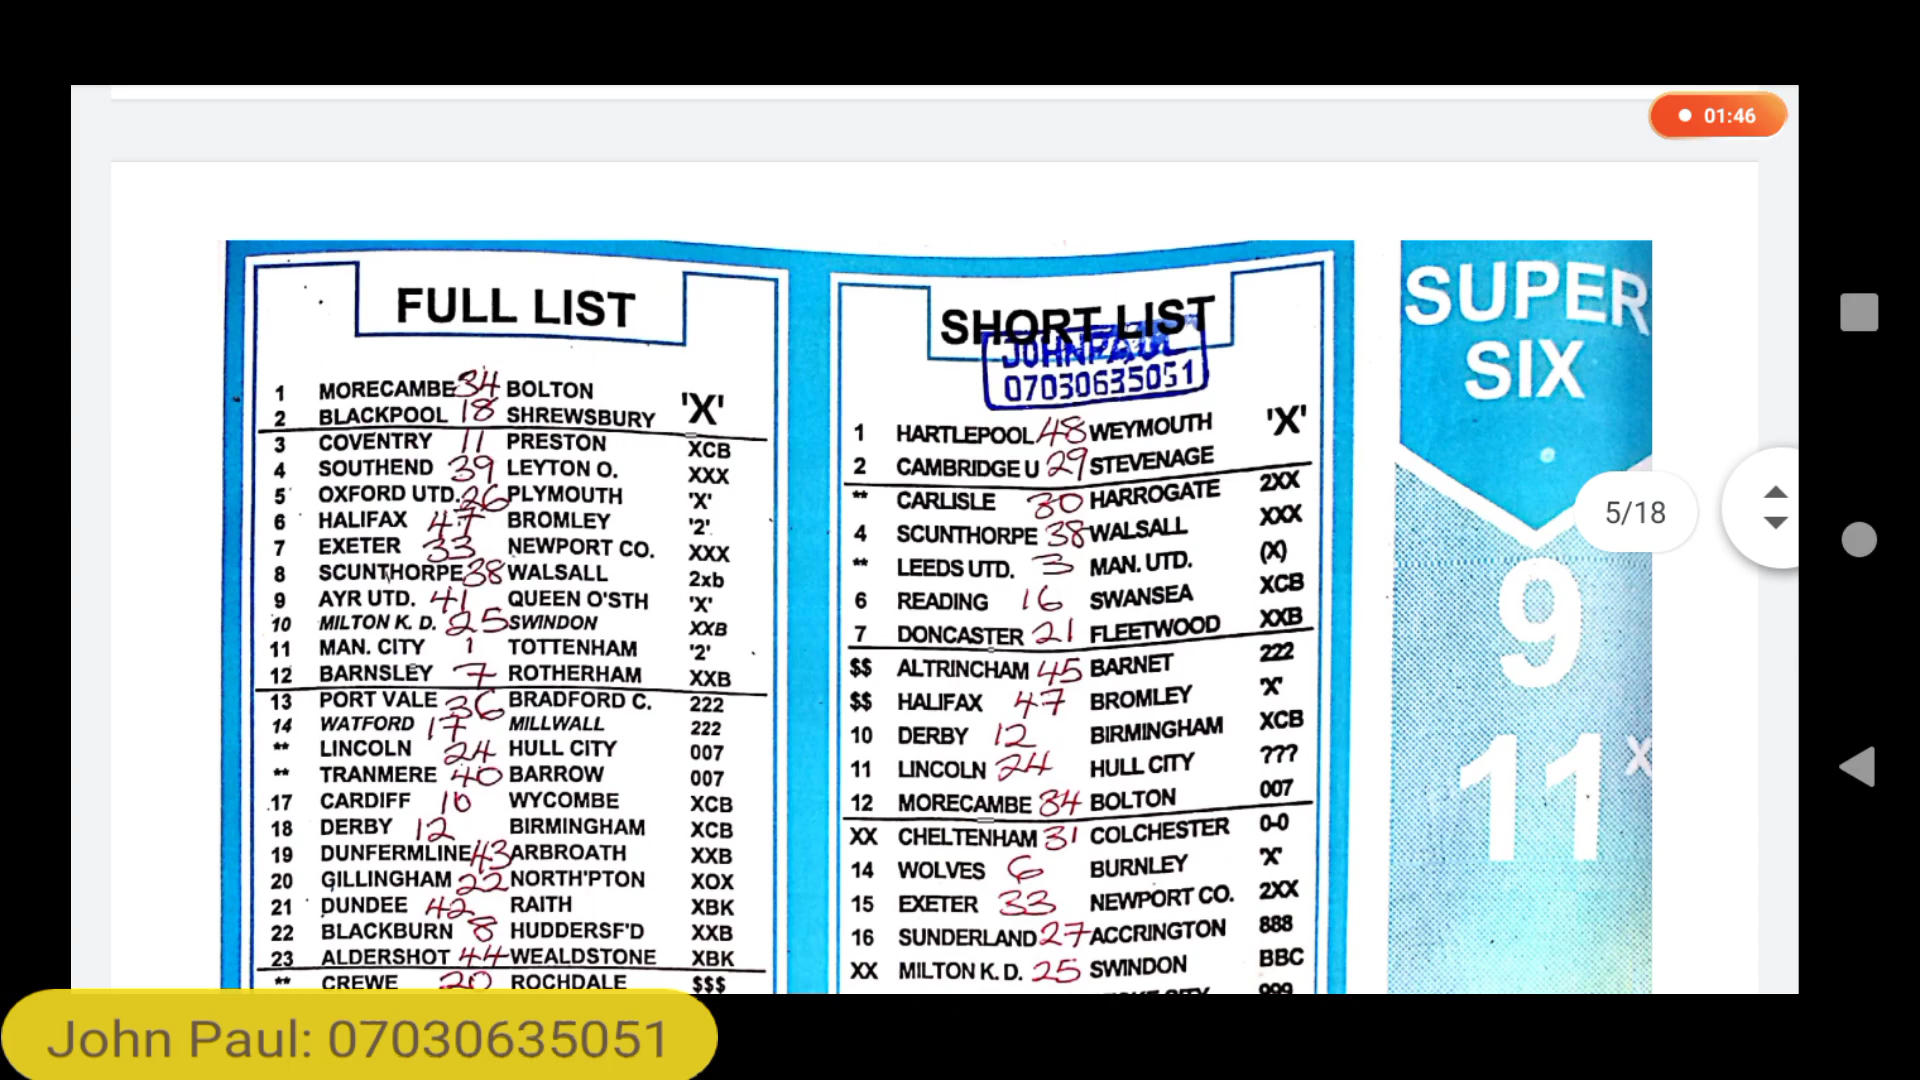 01:46
FULL LIST
1 MORECAMBE 34 BOLTON
'X'
2 BLACKPOOL 18 SHREWSBURY
3 COVENTRY 11 PRESTON XCB
4 SOUTHEND 39 LEYTON O. XXX
5 OXFORD UTD. 26 PLYMOUTH 'X'
6 HALIFAX 47 BROMLEY '2'
7 EXETER 33 NEWPORT CO. XXX
8 SCUNTHORPE 38 WALSALL 2xb
9 AYR UTD. 41 QUEEN O'STH 'X'
10 MILTON K. D. 25 SWINDON XXB
11 MAN. CITY 1 TOTTENHAM '2'
12 BARNSLEY 7 ROTHERHAM XXB
13 PORT VALE 36 BRADFORD C. 222
14 WATFORD 17 MILLWALL 222
** LINCOLN 24 HULL CITY 007
** TRANMERE 40 BARROW 007
17 CARDIFF 10 WYCOMBE XCB
18 DERBY 12 BIRMINGHAM XCB
19 DUNFERMLINE 43 ARBROATH XXB
20 GILLINGHAM 22 NORTH'PTON XOX
21 DUNDEE 42 RAITH XBK
22 BLACKBURN 8 HUDDERSF'D XXB
23 ALDERSHOT 44 WEALDSTONE XBK
** CREWE 20 ROCHDALE $$$
SHORT LIST
JOHNPAUL
07030635051
1 HARTLEPOOL 48 WEYMOUTH 'X'
2 CAMBRIDGE U 29 STEVENAGE
** CARLISLE 30 HARROGATE 2XX
4 SCUNTHORPE 38 WALSALL XXX
** LEEDS UTD. 3 MAN. UTD. (X)
6 READING 16 SWANSEA XCB
7 DONCASTER 21 FLEETWOOD XXB
$$ ALTRINCHAM 45 BARNET 222
$$ HALIFAX 47 BROMLEY 'X'
10 DERBY 12 BIRMINGHAM XCB
11 LINCOLN 24 HULL CITY ???
12 MORECAMBE 34 BOLTON 007
XX CHELTENHAM 31 COLCHESTER 0-0
14 WOLVES 6 BURNLEY 'X'
15 EXETER 33 NEWPORT CO. 2XX
16 SUNDERLAND 27 ACCRINGTON 888
XX MILTON K. D. 25 SWINDON BBC
SUPER
SIX
5/18
9
11 X
John Paul: 07030635051